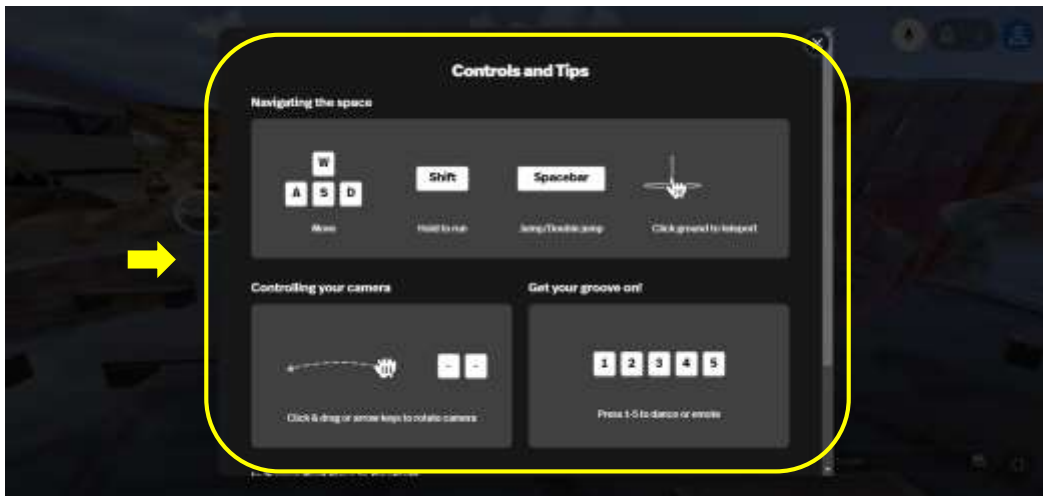 Controls and Tips
Navigating the space
W
A S D
Shift
Spacebar
Move
Hold to run
Jump/Double jump
Click ground to teleport
Controlling your camera
Get your groove on!
1 2 3 4 5
Click & drag or arrow keys to rotate camera
Press 1-5 to dance or emote